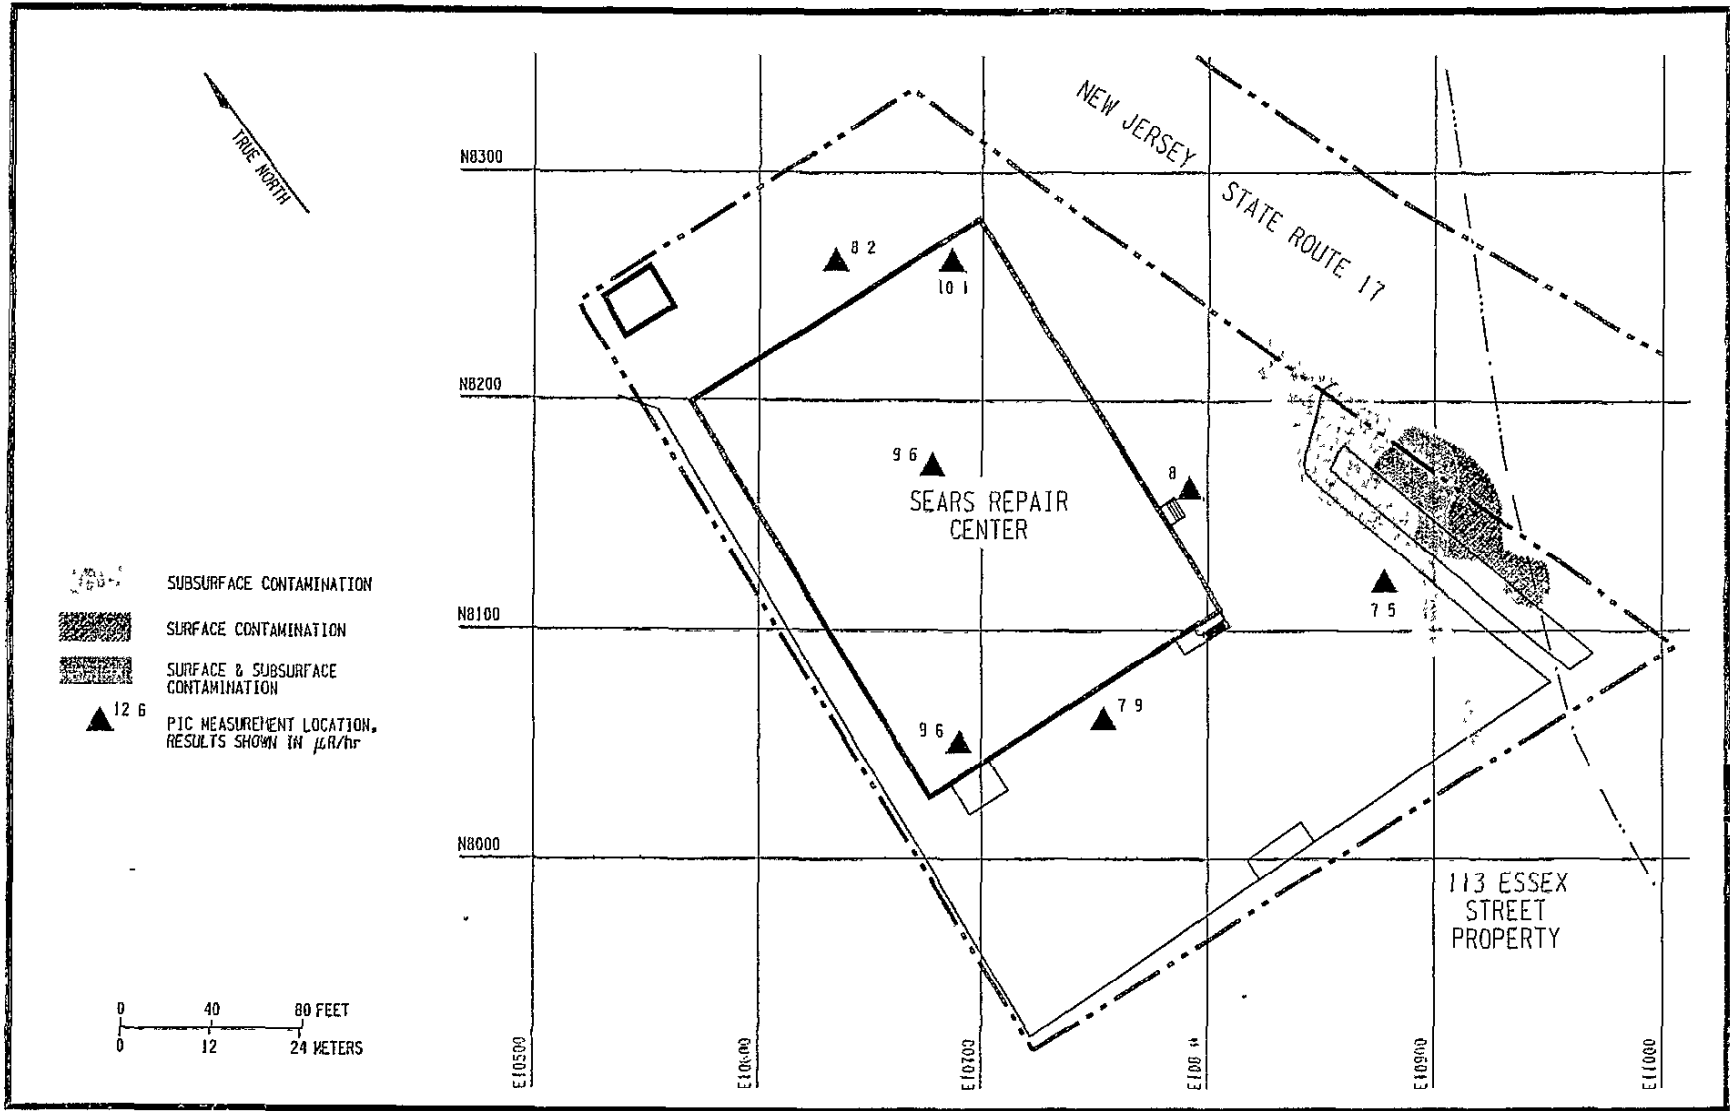 TRUE NORTH
NEW JERSEY
STATE ROUTE 17
N8300
N8200
N8100
N8000
8 2
10 1
9 6
SEARS REPAIR
CENTER
8
7 5
7 9
9 6
SUBSURFACE CONTAMINATION
SURFACE CONTAMINATION
SURFACE & SUBSURFACE
CONTAMINATION
12 6
PIC MEASUREMENT LOCATION,
RESULTS SHOWN IN μR/hr
113 ESSEX
STREET
PROPERTY
0 40 80 FEET
0 12 24 METERS
E10500
E10600
E10700
E10900
E11000